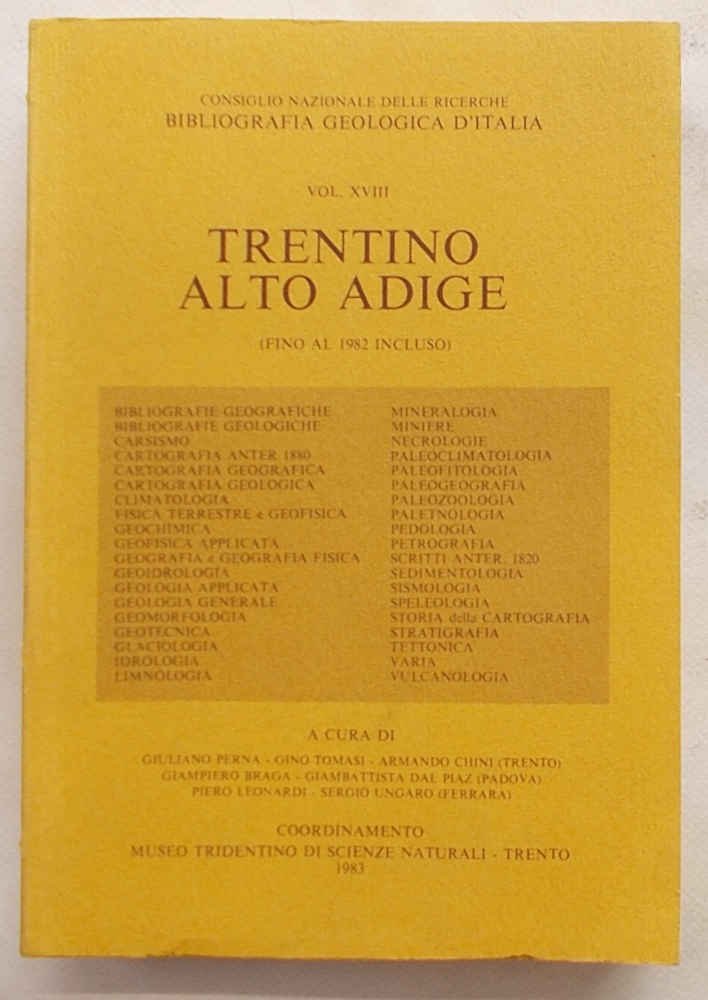 CONSIGLIO NAZIONALE DELLE RICERCHE
BIBLIOGRAFIA GEOLOGICA D'ITALIA
VOL. XVIII
TRENTINO
ALTO ADIGE
(FINO AL 1982 INCLUSO)
BIBLIOGRAFIE GEOGRAFICHE
BIBLIOGRAFIE GEOLOGICHE
CARSISMO
CARTOGRAFIA ANTER 1880
CARTOGRAFIA GEOGRAFICA
CARTOGRAFIA GEOLOGICA
CLIMATOLOGIA
FISICA TERRESTRE e GEOFISICA
GEOCHIMICA
GEOFISICA APPLICATA
GEOGRAFIA e GEOGRAFIA FISICA
GEOIDROLOGIA
GEOLOGIA APPLICATA
GEOLOGIA GENERALE
GEOMORFOLOGIA
GEOTECNICA
GLACIOLOGIA
IDROLOGIA
LIMNOLOGIA
MINERALOGIA
MINIERE
NECROLOGIE
PALEOCLIMATOLOGIA
PALEOFITOLOGIA
PALEOGEOGRAFIA
PALEOZOOLOGIA
PALETNOLOGIA
PEDOLOGIA
PETROGRAFIA
SCRITTI ANTER. 1820
SEDIMENTOLOGIA
SISMOLOGIA
SPELEOLOGIA
STORIA della CARTOGRAFIA
STRATIGRAFIA
TETTONICA
VARIA
VULCANOLOGIA
A CURA DI
GIULIANO PERNA - GINO TOMASI - ARMANDO CHINI (TRENTO)
GIAMPIERO BRAGA - GIAMBATTISTA DAL PIAZ (PADOVA)
PIERO LEONARDI - SERGIO UNGARO (FERRARA)
COORDINAMENTO
MUSEO TRIDENTINO DI SCIENZE NATURALI - TRENTO
1983